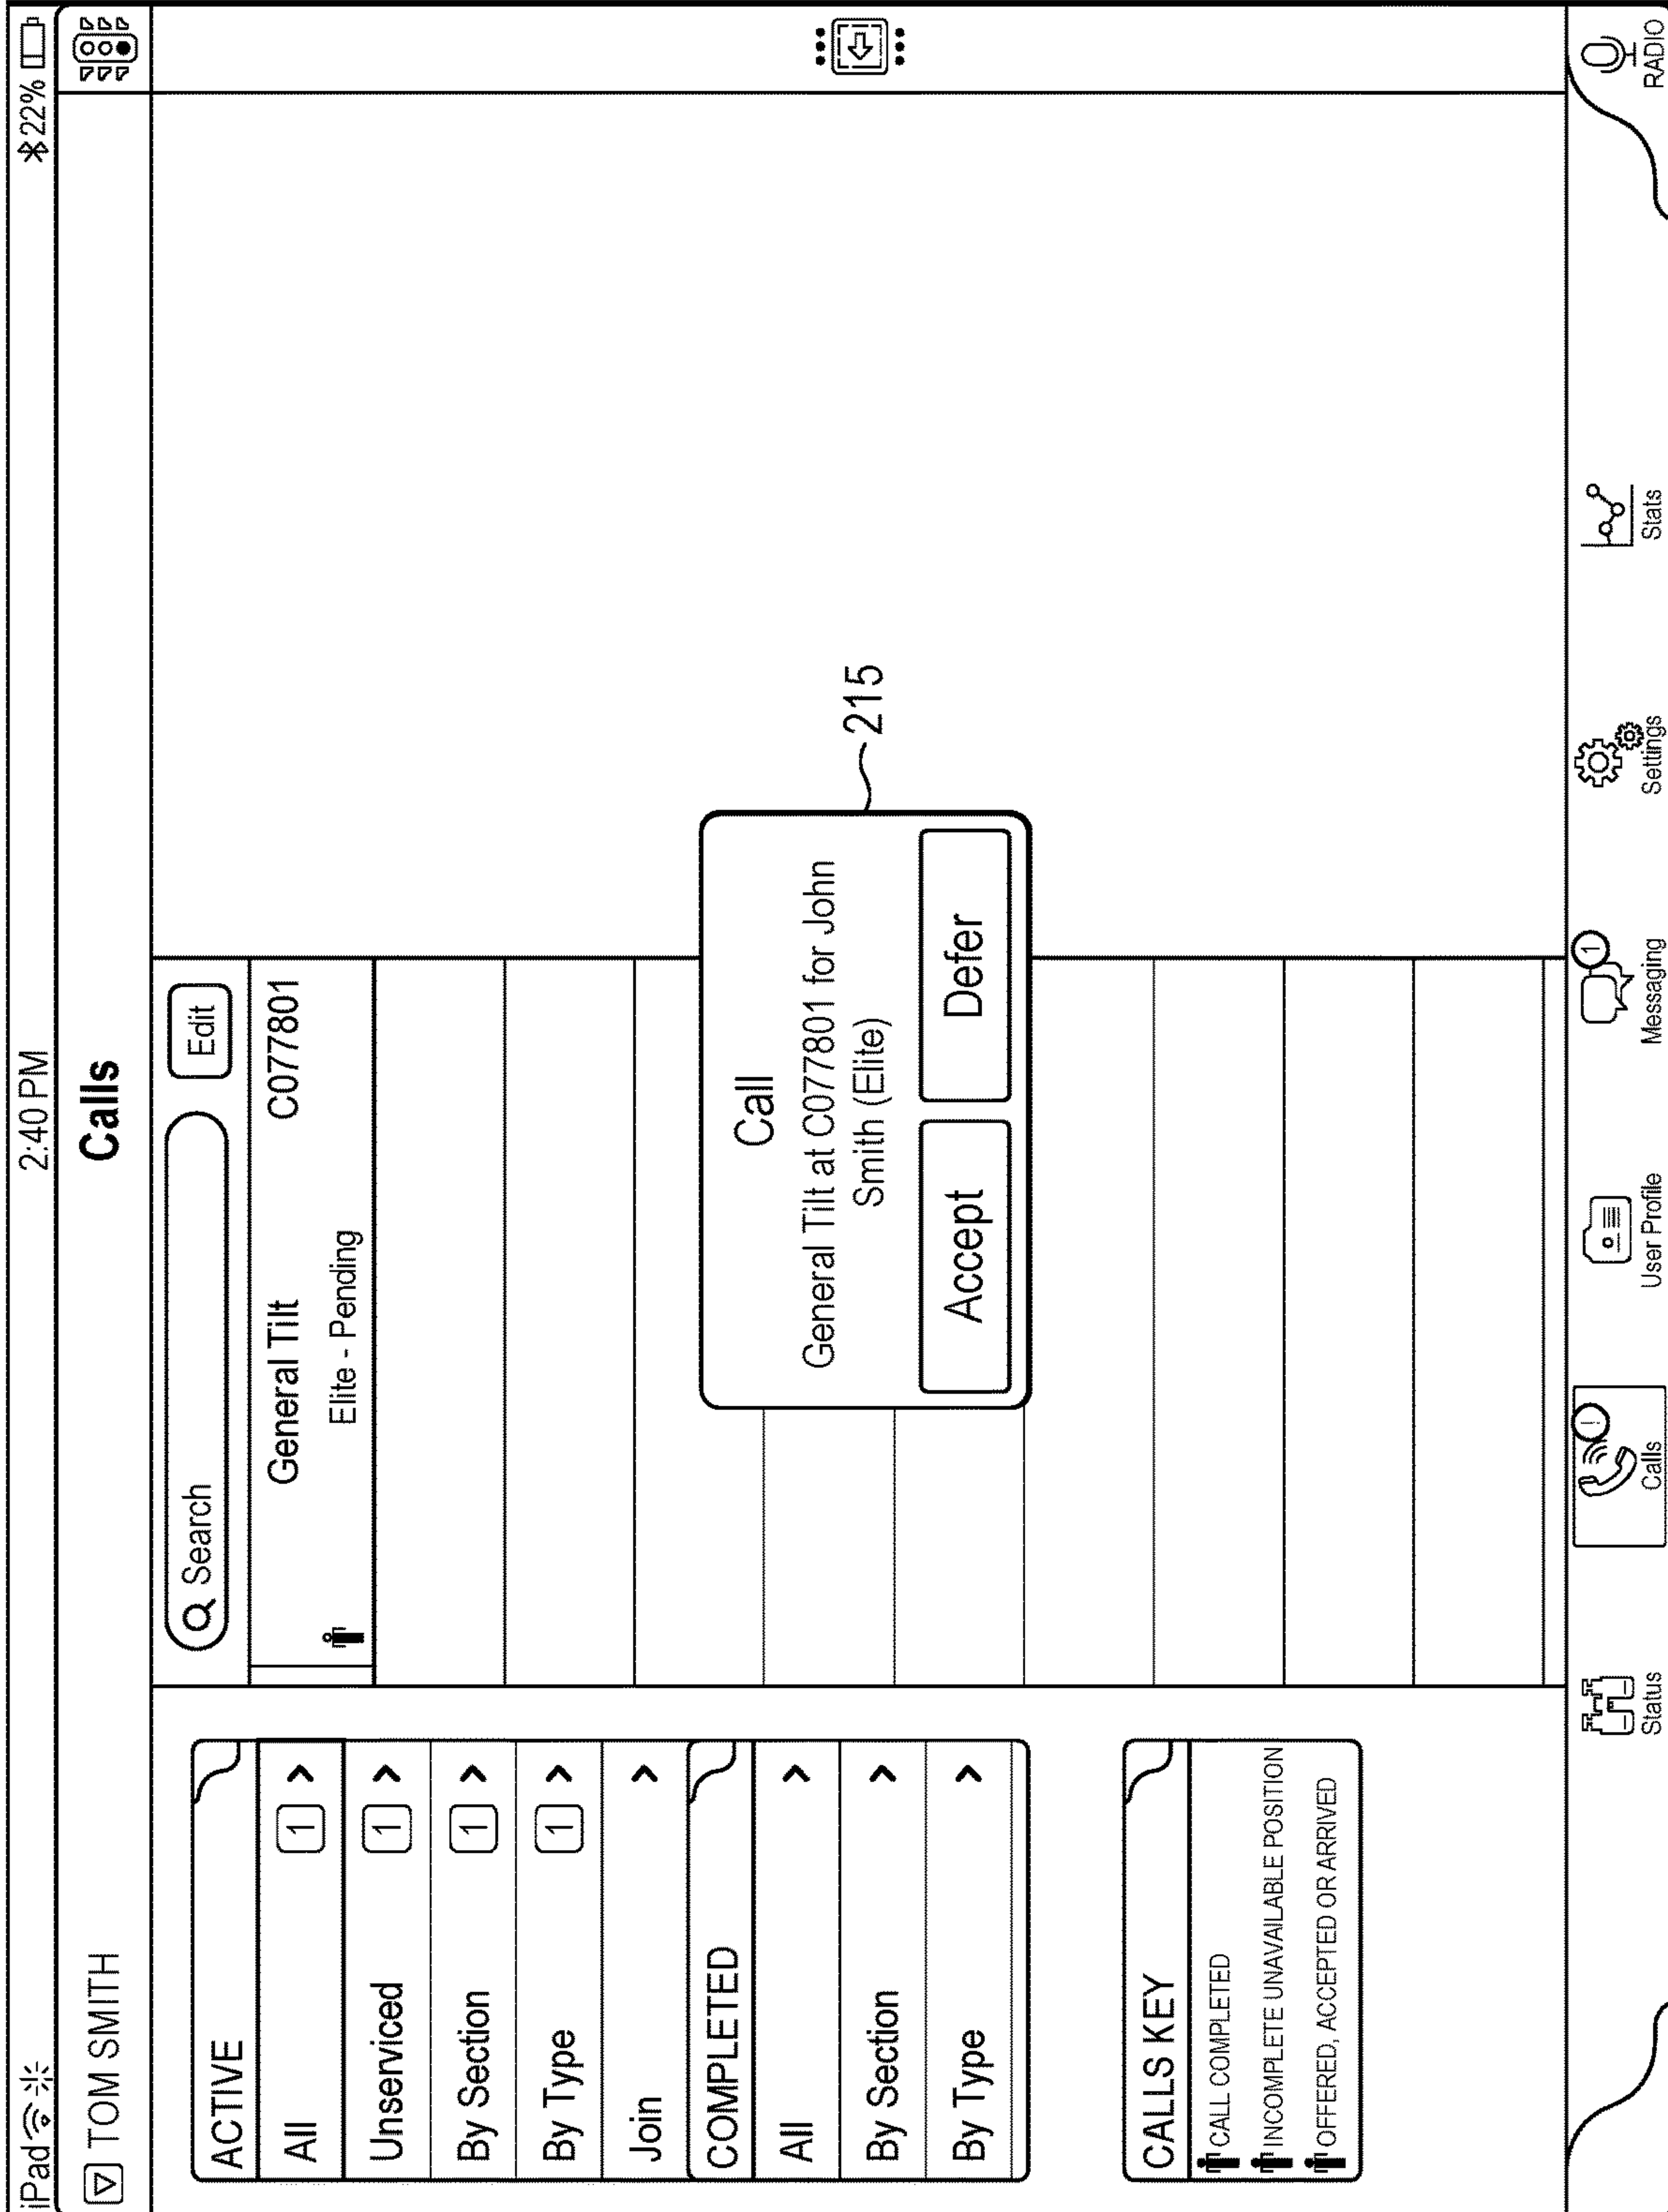 iPad
2:40 PM
22%
TOM SMITH
Calls
ACTIVE
All 1 >
Unserviced 1 >
By Section 1 >
By Type 1 >
Join >
COMPLETED
All >
By Section >
By Type >
CALLS KEY
CALL COMPLETED
INCOMPLETE UNAVAILABLE POSITION
OFFERED, ACCEPTED OR ARRIVED
Search
Edit
General Tilt C077801
Elite - Pending
Call
General Tilt at C077801 for John
Smith (Elite)
Accept
Defer
215
Status
!
Calls
User Profile
1
Messaging
Settings
Stats
RADIO